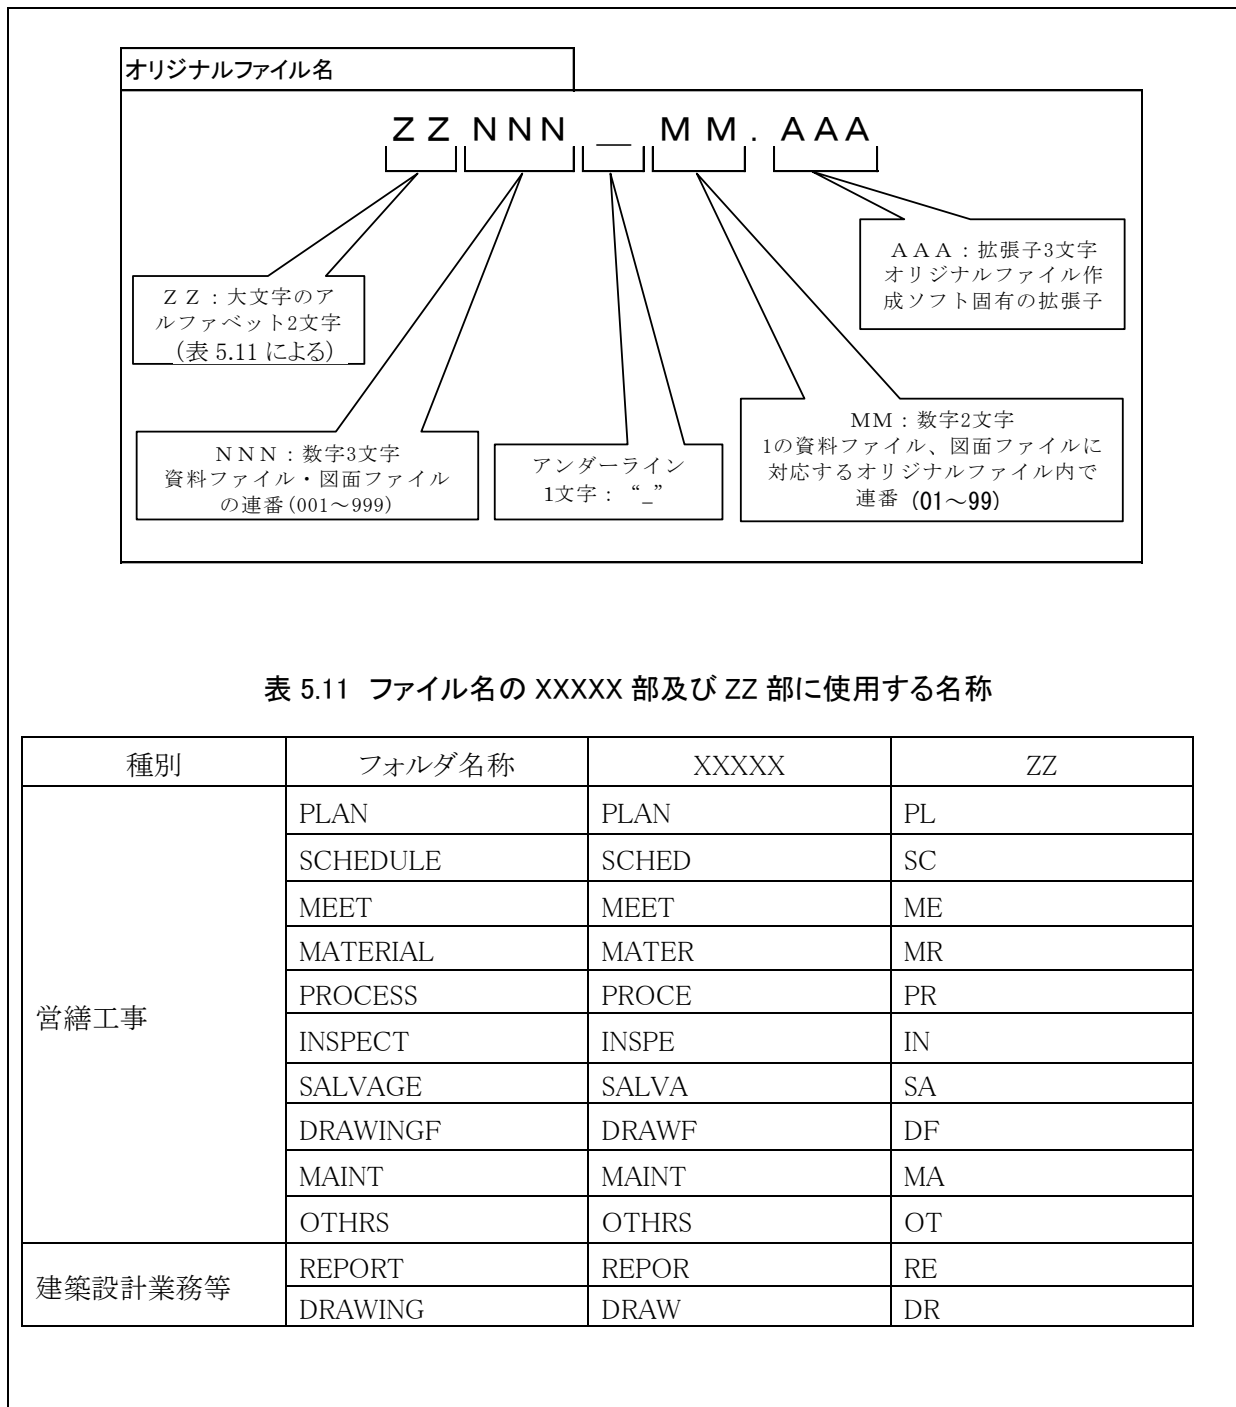 オリジナルファイル名
ＺＺ ＮＮＮ ＿ ＭＭ．ＡＡＡ
ＡＡＡ：拡張子3文字
オリジナルファイル作
成ソフト固有の拡張子
ＺＺ：大文字のア
ルファベット2文字
(表 5.11 による)
ＭＭ：数字2文字
1の資料ファイル、図面ファイルに
対応するオリジナルファイル内で
連番 (01～99)
ＮＮＮ：数字3文字
資料ファイル・図面ファイル
の連番(001～999)
アンダーライン
1文字： “_”
表 5.11 ファイル名の XXXXX 部及び ZZ 部に使用する名称
種別 フォルダ名称 XXXXX ZZ
営繕工事
PLAN PLAN PL
SCHEDULE SCHED SC
MEET MEET ME
MATERIAL MATER MR
PROCESS PROCE PR
INSPECT INSPE IN
SALVAGE SALVA SA
DRAWINGF DRAWF DF
MAINT MAINT MA
OTHRS OTHRS OT
建築設計業務等
REPORT REPOR RE
DRAWING DRAW DR